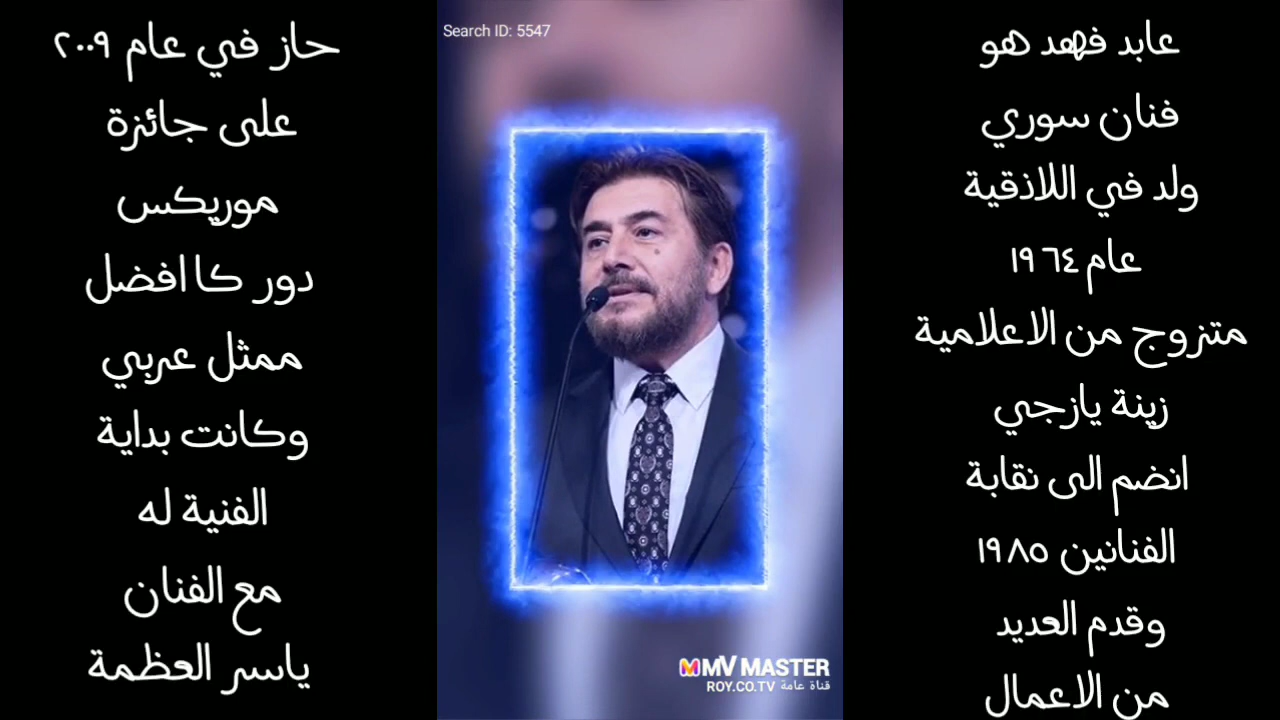 عابد فهد هو
فنان سوري
ولد في اللاذقية
عام ١٩٦٤
متزوج من الاعلامية
زينة يازجي
انضم الى نقابة
الفنانين ١٩٨٥
وقدم العديد
من الاعمال
Search ID: 5547
MV MASTER
ROY.CO.TV قناة عامة
حاز في عام ٢٠٠٩
على جائزة
موريكس
دور كا افضل
ممثل عربي
وكانت بداية
الفنية له
مع الفنان
ياسر العظمة